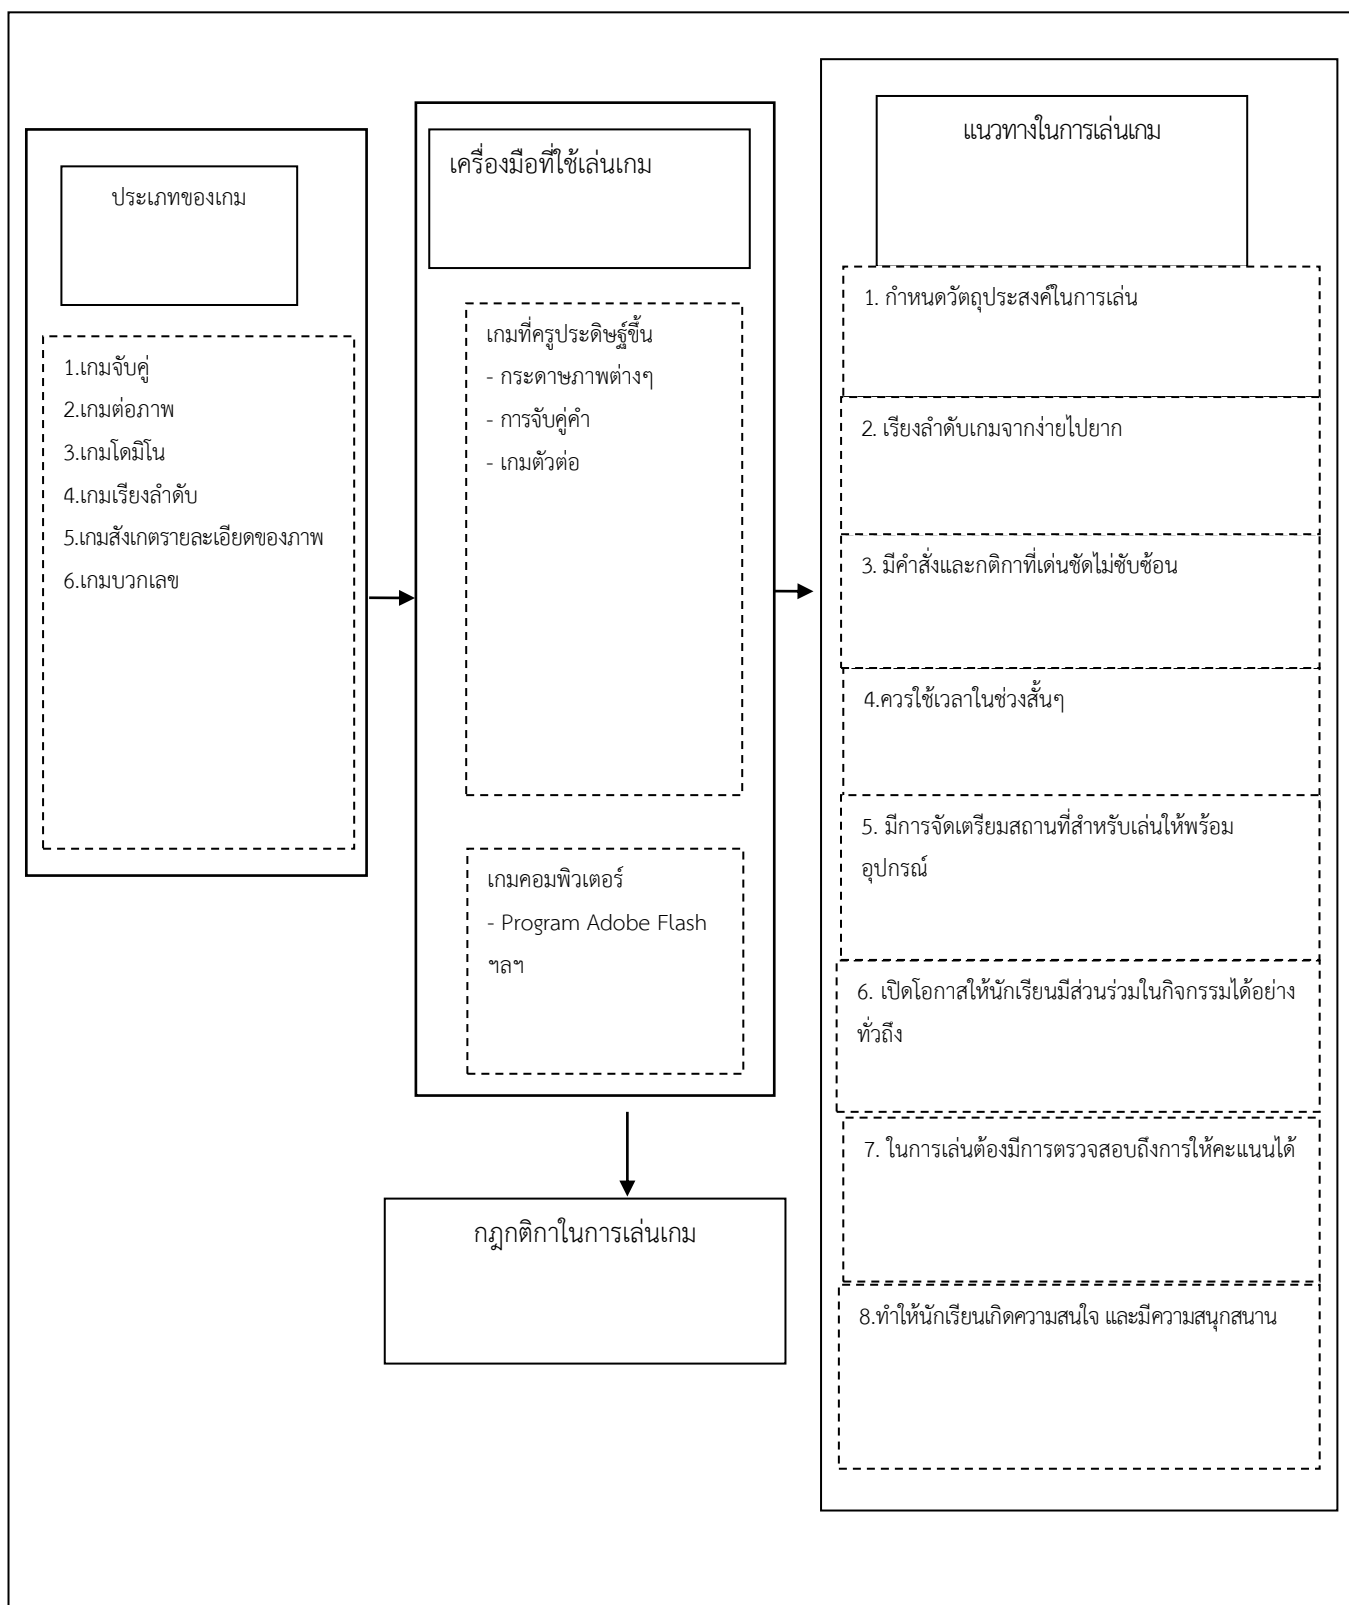 ประเภทของเกม
1.เกมจับคู่
2.เกมต่อภาพ
3.เกมโดมิโน
4.เกมเรียงลำดับ
5.เกมสังเกตรายละเอียดของภาพ
6.เกมบวกเลข
เครื่องมือที่ใช้เล่นเกม
เกมที่ครูประดิษฐ์ขึ้น
- กระดาษภาพต่างๆ
- การจับคู่คำ
- เกมตัวต่อ
เกมคอมพิวเตอร์
- Program Adobe Flash
ฯลฯ
กฎกติกาในการเล่นเกม
แนวทางในการเล่นเกม
1. กำหนดวัตถุประสงค์ในการเล่น
2. เรียงลำดับเกมจากง่ายไปยาก
3. มีคำสั่งและกติกาที่เด่นชัดไม่ซับซ้อน
4.ควรใช้เวลาในช่วงสั้นๆ
5. มีการจัดเตรียมสถานที่สำหรับเล่นให้พร้อม
อุปกรณ์
6. เปิดโอกาสให้นักเรียนมีส่วนร่วมในกิจกรรมได้อย่าง
ทั่วถึง
7. ในการเล่นต้องมีการตรวจสอบถึงการให้คะแนนได้
8.ทำให้นักเรียนเกิดความสนใจ และมีความสนุกสนาน